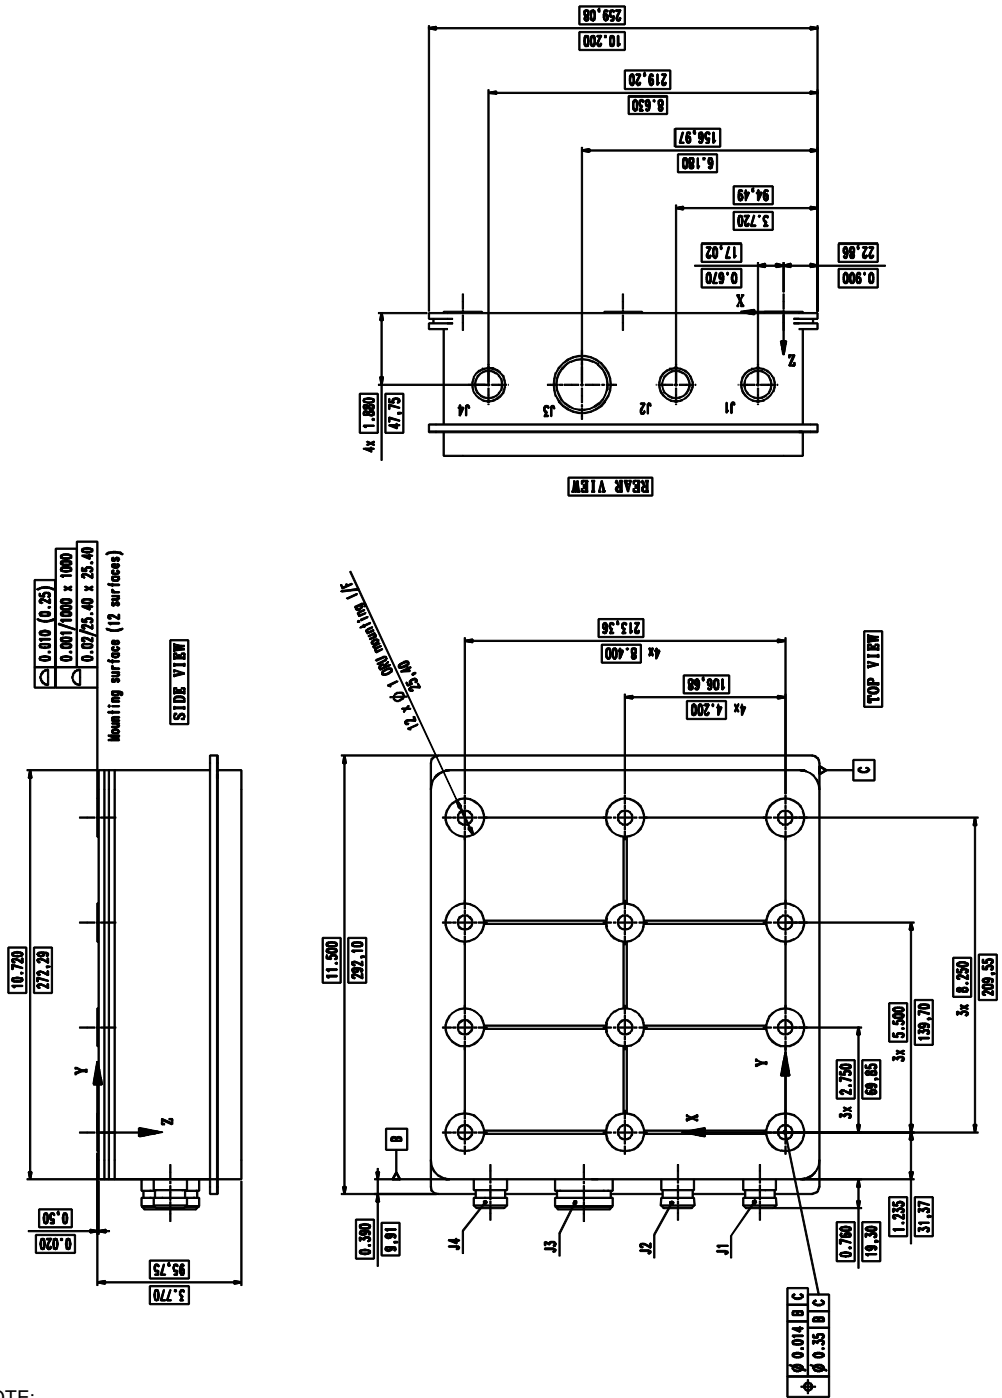 259,08
10.200
219,20
8.630
156,97
6.180
94,49
3.720
17,02
0.670
22,86
0.900
X
Z
J4
J3
J2
J1
4x 1.880
47,75
REAR VIEW
0.010 (0.25)
0.001/1000 x 1000
0.02/25.40 x 25.40
Mounting surface (12 surfaces)
SIDE VIEW
10.720
272,29
Y
Z
0,50
0.020
95,75
3.770
12 x Ø 1 ORU mounting i/f
25,40
213,36
4x 8.400
106,68
4x 4.200
TOP VIEW
C
11.500
292,10
3x 8.250
209,55
3x 5.500
139,70
3x 2.750
69,85
Y
X
B
0.390
9,91
J4
J3
J2
J1
0.760
19,30
1.235
31,37
Ø 0.014 B C
Ø 0.35 B C
OTE: